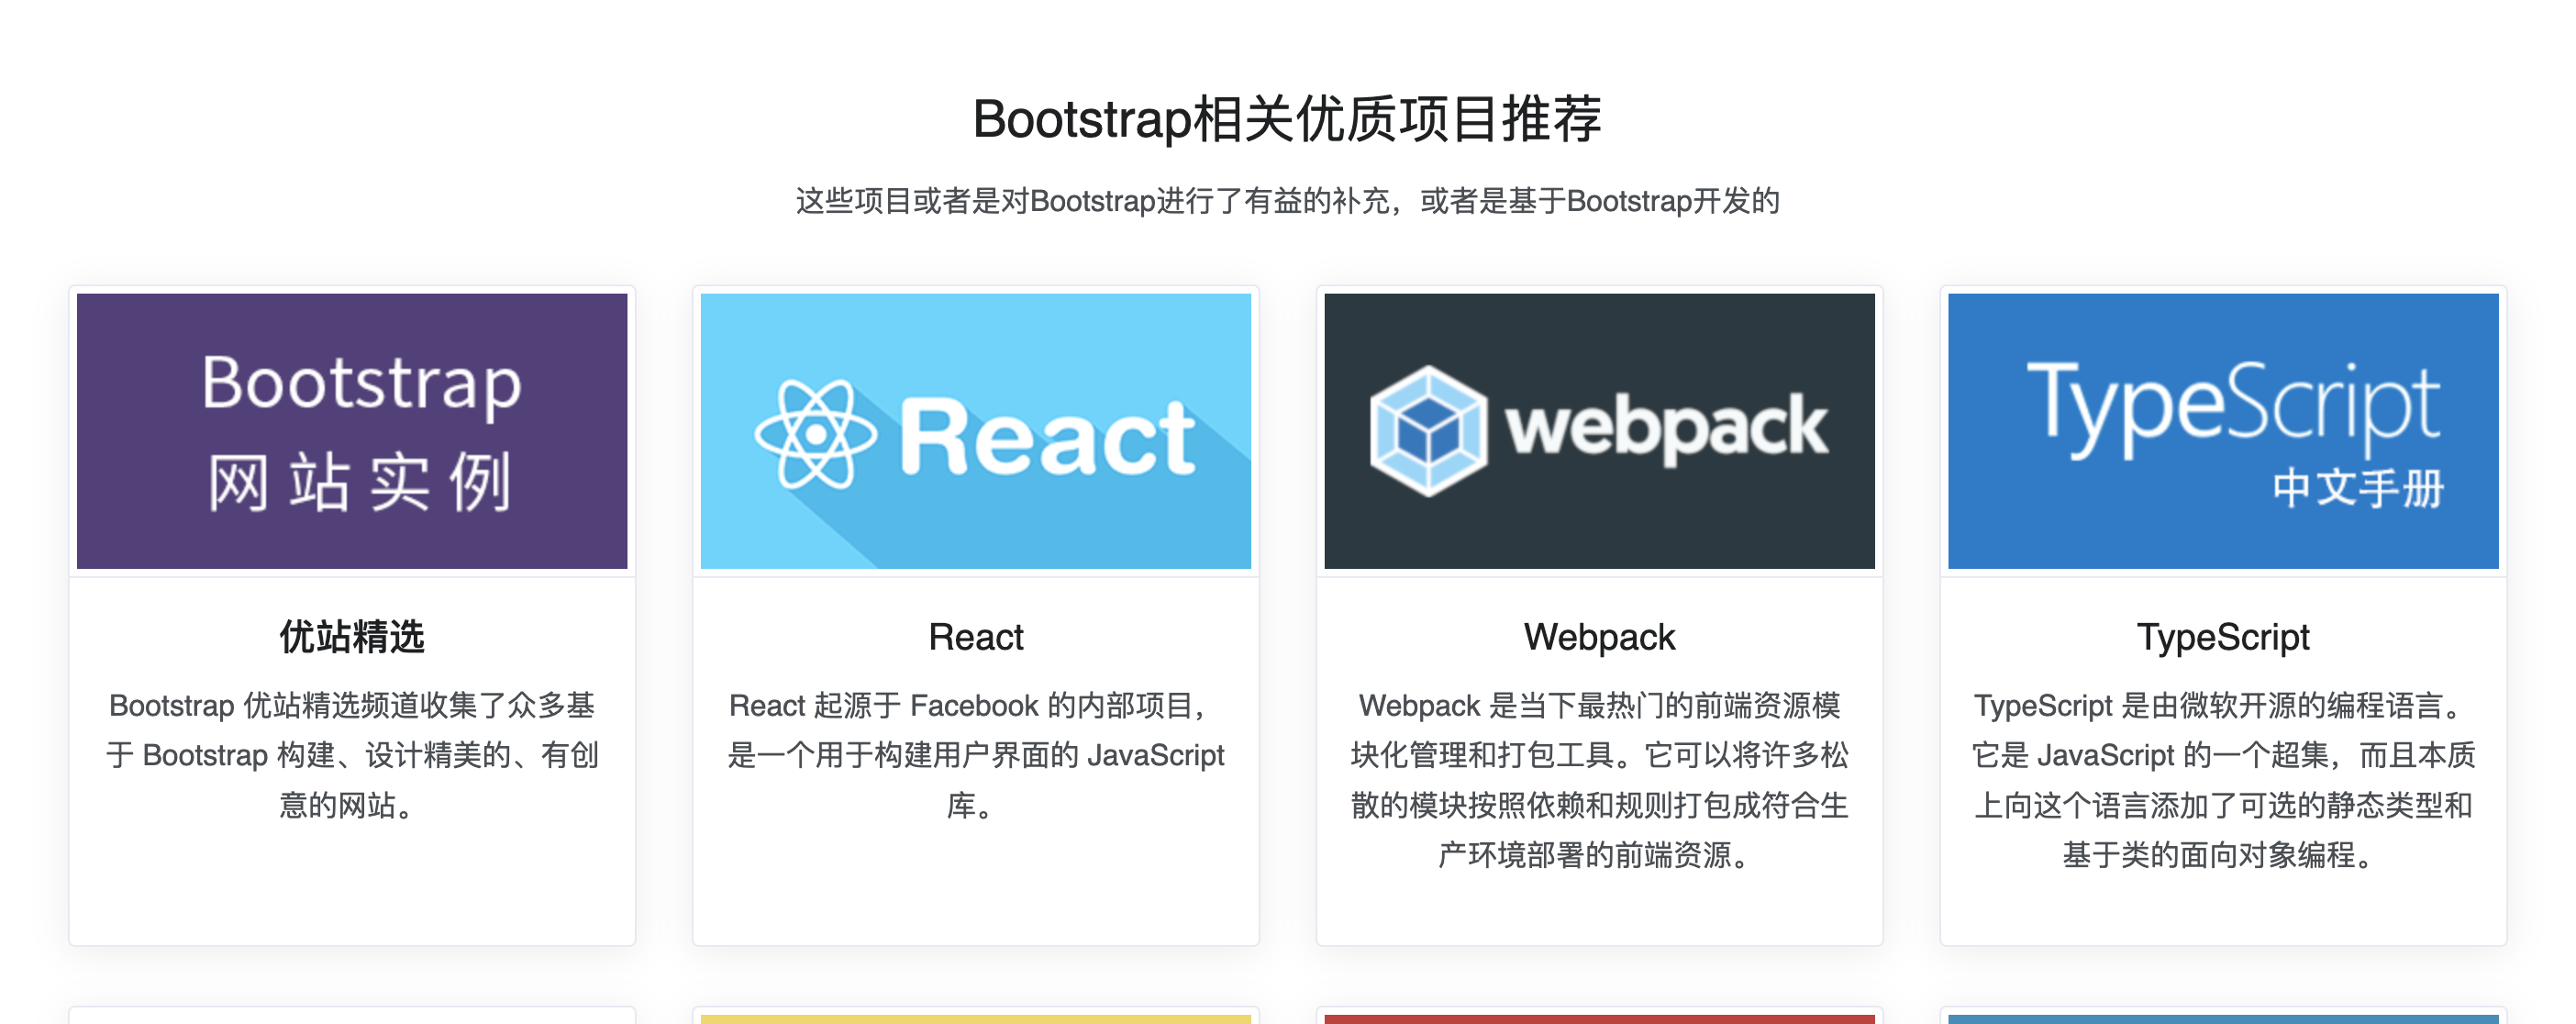 Bootstrap相关优质项目推荐
这些项目或者是对Bootstrap进行了有益的补充，或者是基于Bootstrap开发的
Bootstrap
网站实例
优站精选
Bootstrap 优站精选频道收集了众多基
于 Bootstrap 构建、设计精美的、有创
意的网站。
React
React
React 起源于 Facebook 的内部项目，
是一个用于构建用户界面的 JavaScript
库。
webpack
Webpack
Webpack 是当下最热门的前端资源模
块化管理和打包工具。它可以将许多松
散的模块按照依赖和规则打包成符合生
产环境部署的前端资源。
TypeScript
中文手册
TypeScript
TypeScript 是由微软开源的编程语言。
它是 JavaScript 的一个超集，而且本质
上向这个语言添加了可选的静态类型和
基于类的面向对象编程。